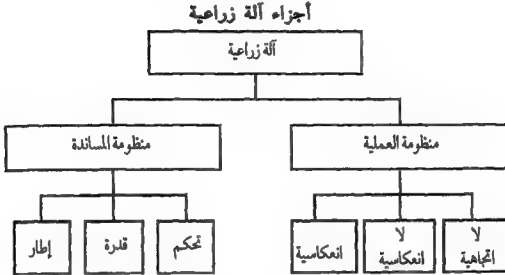 أجزاء آلة زراعية
آلة زراعية
منظومة العملية
منظومة المساندة
لا
اتجاهية
لا
انعكاسية
انعكاسية
تحكم
قدرة
إطار